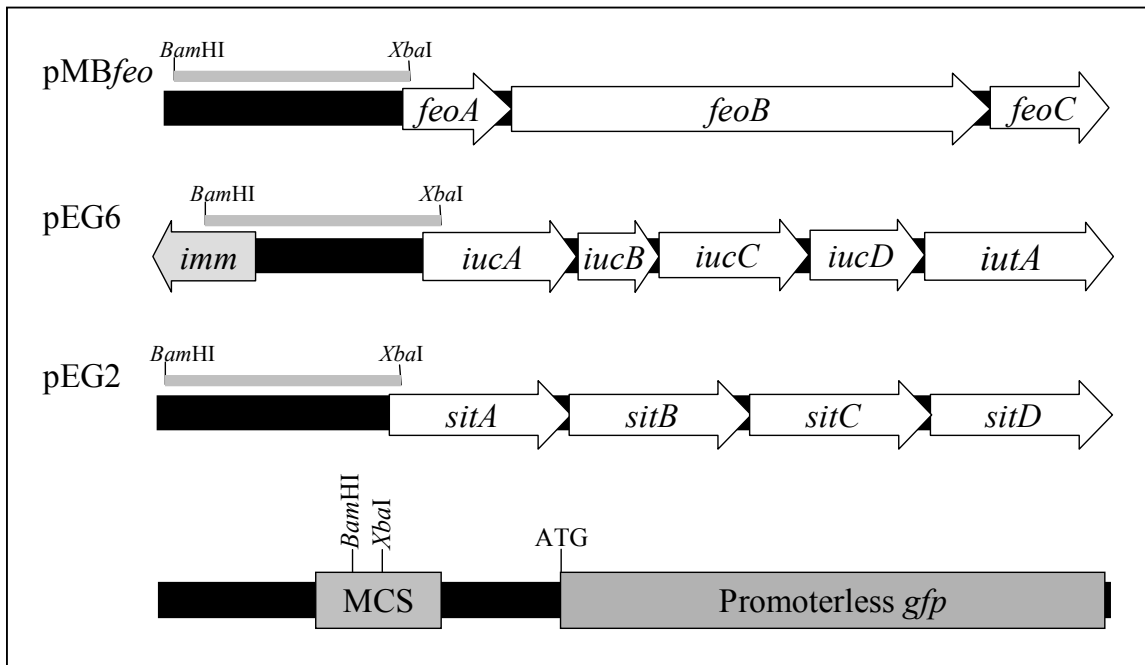 BamHI XbaI
pMBfeo
feoA feoB feoC
BamHI XbaI
pEG6
imm iucA iucB iucC iucD iutA
BamHI XbaI
pEG2
sitA sitB sitC sitD
BamHI XbaI
ATG
MCS Promoterless gfp